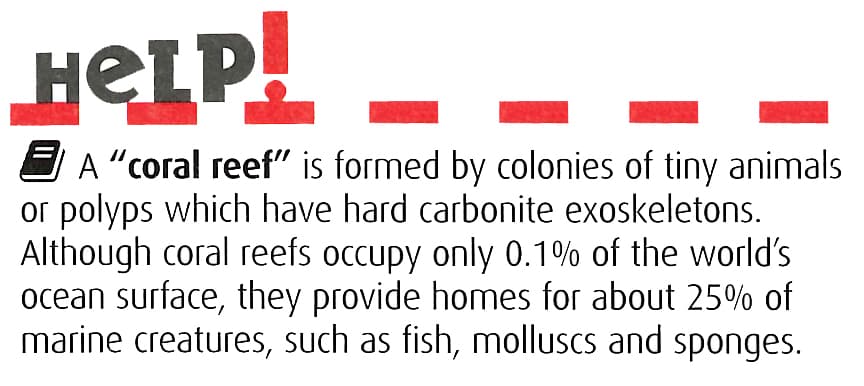 HeLP!
A “coral reef” is formed by colonies of tiny animals
or polyps which have hard carbonite exoskeletons.
Although coral reefs occupy only 0.1% of the world’s
ocean surface, they provide homes for about 25% of
marine creatures, such as fish, molluscs and sponges.